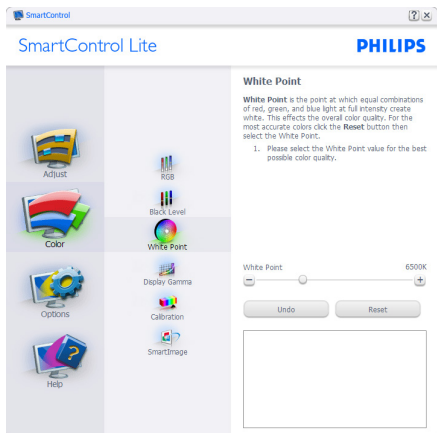 SmartControl
SmartControl Lite
PHILIPS
Adjust
Color
Options
Help
RGB
Black Level
White Point
Display Gamma
Calibration
SmartImage
White Point
White Point is the point at which equal combinations
of red, green, and blue light at full intensity create
white. This effects the overall color quality. For the
most accurate colors click the Reset button then
select the White Point.
1. Please select the White Point value for the best
possible color quality.
White Point 6500K
Undo Reset